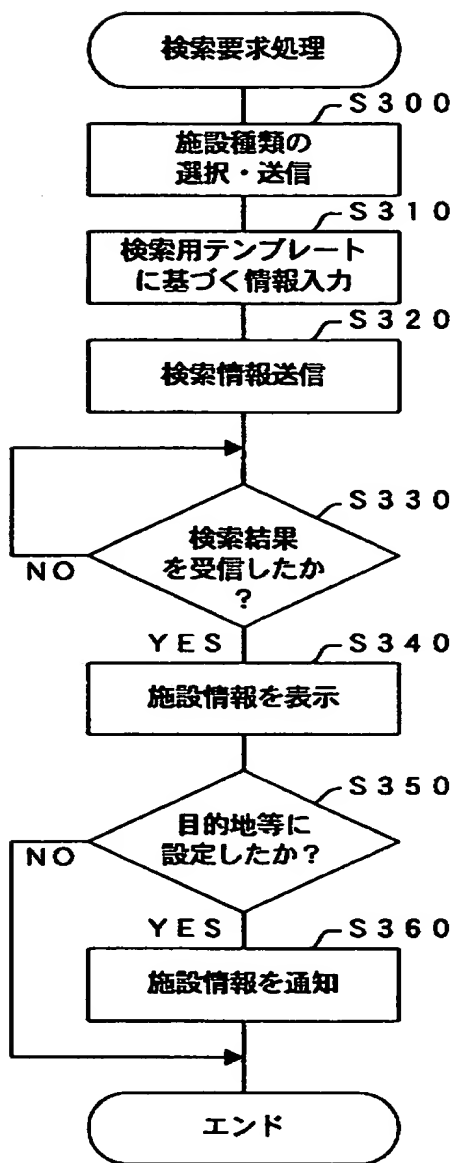 検索要求処理
S300
施設種類の
選択・送信
S310
検索用テンプレート
に基づく情報入力
S320
検索情報送信
S330
検索結果
を受信したか
?
NO
YES
S340
施設情報を表示
S350
目的地等に
設定したか?
NO
YES
S360
施設情報を通知
エンド